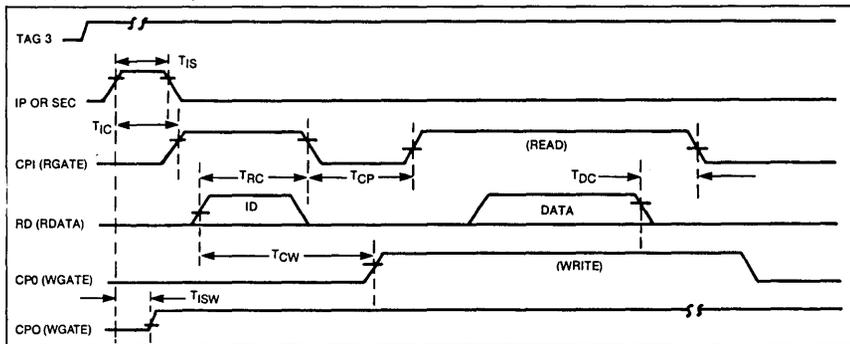 TAG 3
TIS
IP OR SEC
TIC
(READ)
CPI (RGATE)
TRC
TCP
TDC
ID
DATA
RD (RDATA)
TCW
(WRITE)
CP0 (WGATE)
TISW
CPO (WGATE)